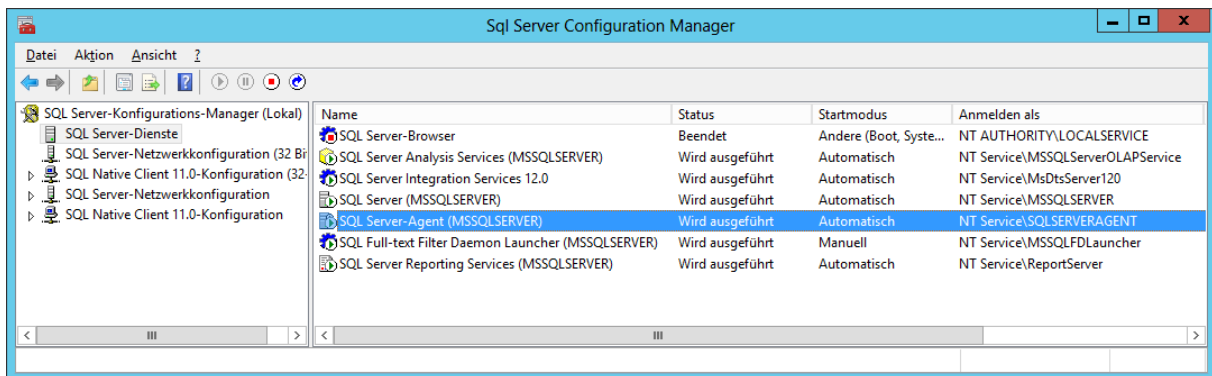 Sql Server Configuration Manager
Datei Aktion Ansicht ?
SQL Server-Konfigurations-Manager (Lokal)
SQL Server-Dienste
SQL Server-Netzwerkkonfiguration (32 Bi
SQL Native Client 11.0-Konfiguration (32-
SQL Server-Netzwerkkonfiguration
SQL Native Client 11.0-Konfiguration
Name Status Startmodus Anmelden als
SQL Server-Browser Beendet Andere (Boot, Syste... NT AUTHORITY\LOCALSERVICE
SQL Server Analysis Services (MSSQLSERVER) Wird ausgeführt Automatisch NT Service\MSSQLServerOLAPService
SQL Server Integration Services 12.0 Wird ausgeführt Automatisch NT Service\MsDtsServer120
SQL Server (MSSQLSERVER) Wird ausgeführt Automatisch NT Service\MSSQLSERVER
SQL Server-Agent (MSSQLSERVER) Wird ausgeführt Automatisch NT Service\SQLSERVERAGENT
SQL Full-text Filter Daemon Launcher (MSSQLSERVER) Wird ausgeführt Manuell NT Service\MSSQLFDLauncher
SQL Server Reporting Services (MSSQLSERVER) Wird ausgeführt Automatisch NT Service\ReportServer